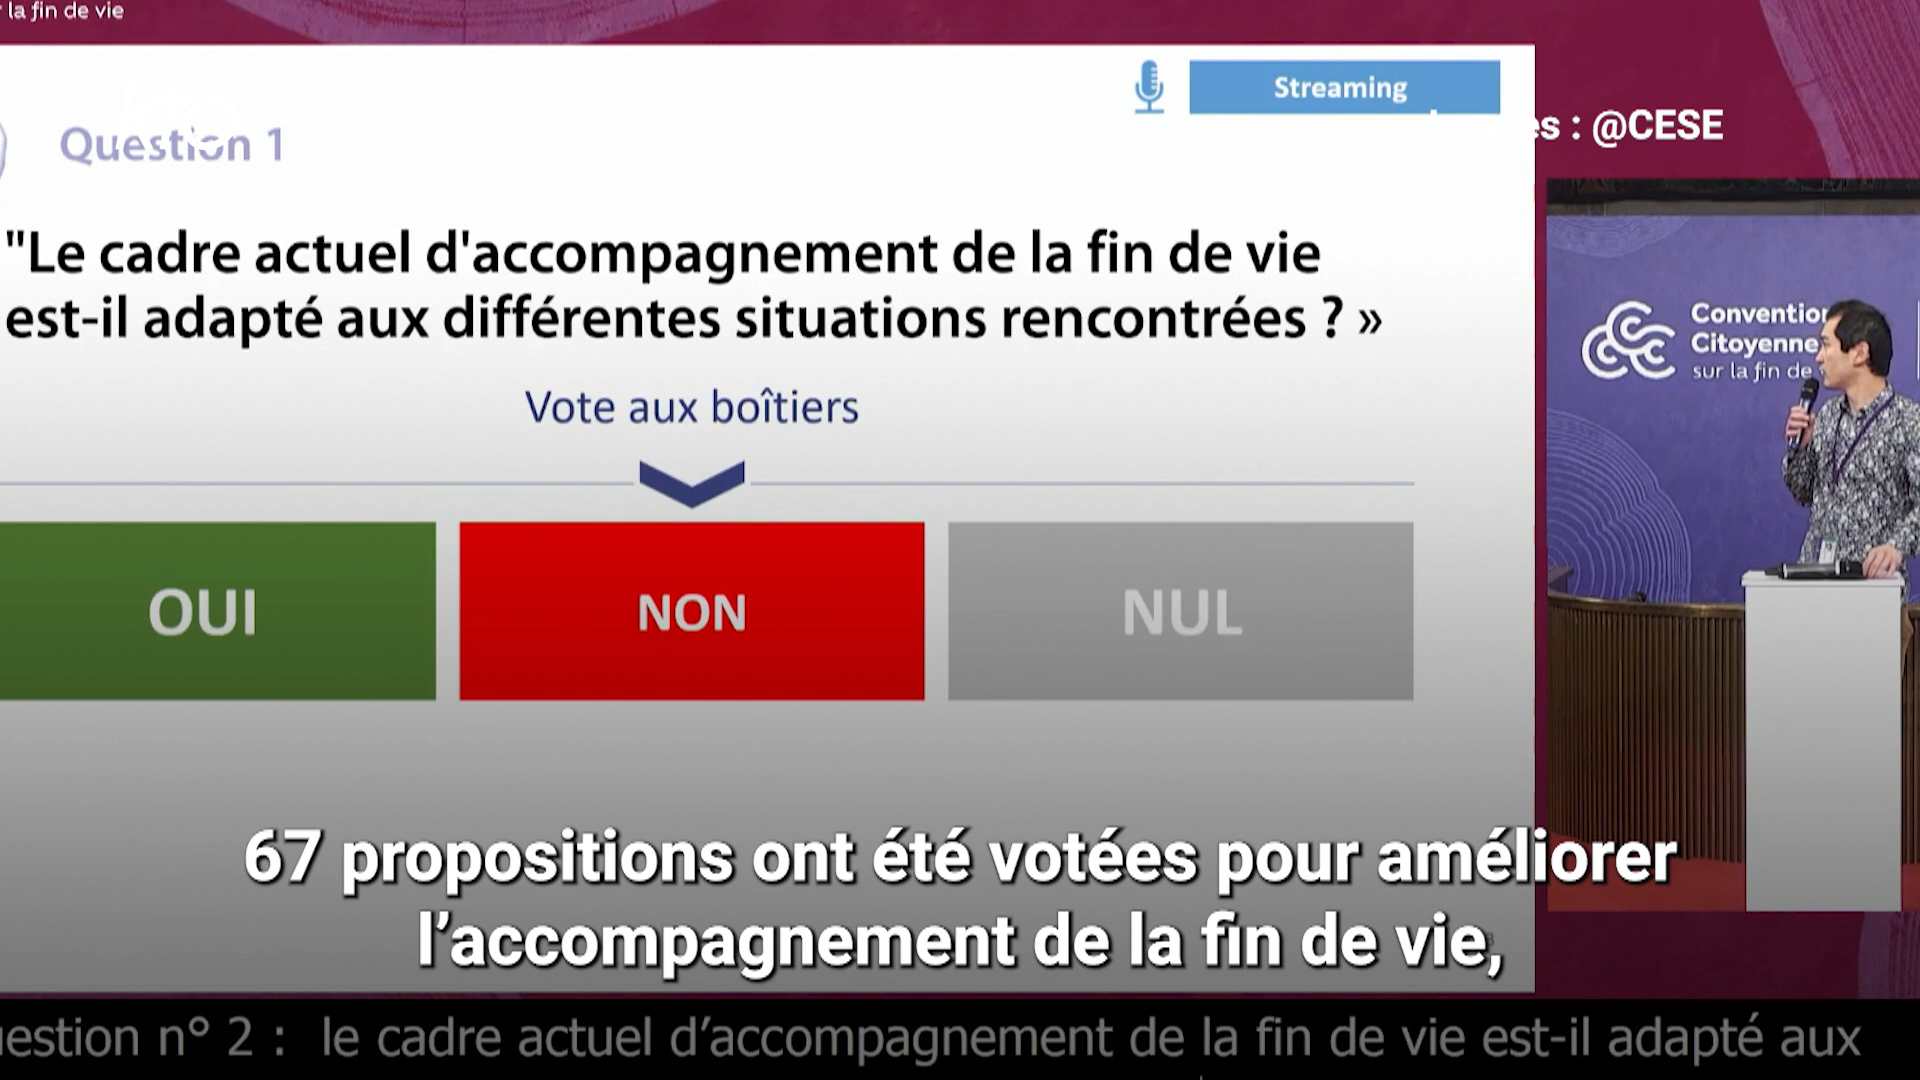 la fin de vie
Streaming
Question 1
: @CESE
"Le cadre actuel d'accompagnement de la fin de vie
est-il adapté aux différentes situations rencontrées ? »
Vote aux boîtiers
Convention
Citoyenne
sur la fin de
OUI
NON
NUL
67 propositions ont été votées pour améliorer
l’accompagnement de la fin de vie,
n° 2 : le cadre actuel d’accompagnement de la fin de vie est-il adapté aux